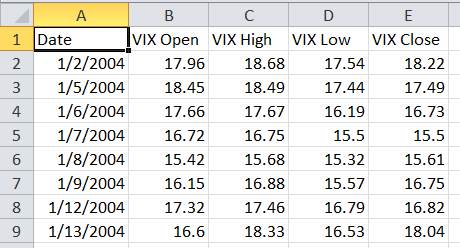 A B C D E
1 Date VIX Open VIX High VIX Low VIX Close
2 1/2/2004 17.96 18.68 17.54 18.22
3 1/5/2004 18.45 18.49 17.44 17.49
4 1/6/2004 17.66 17.67 16.19 16.73
5 1/7/2004 16.72 16.75 15.5 15.5
6 1/8/2004 15.42 15.68 15.32 15.61
7 1/9/2004 16.15 16.88 15.57 16.75
8 1/12/2004 17.32 17.46 16.79 16.82
9 1/13/2004 16.6 18.33 16.53 18.04